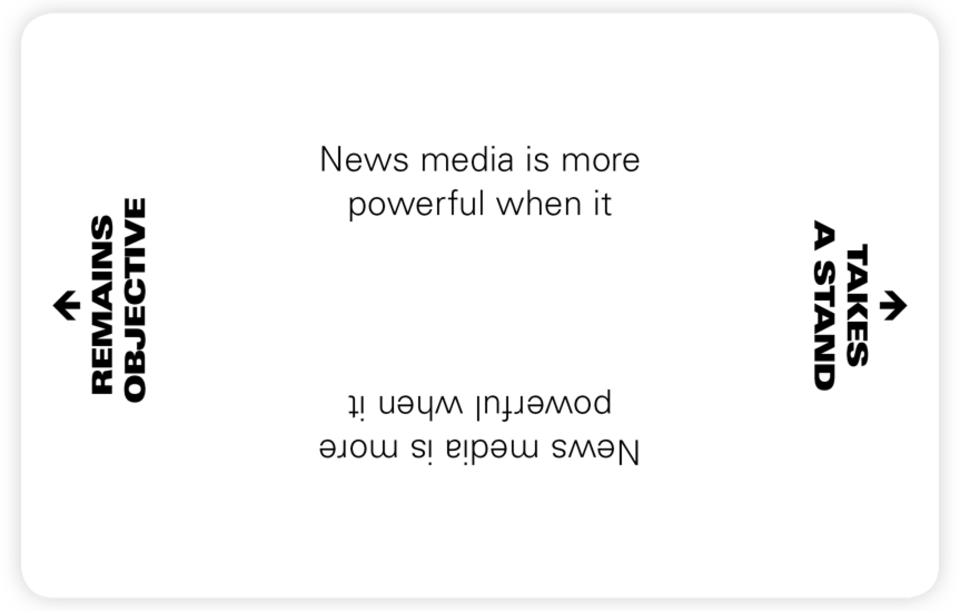 News media is more
powerful when it
REMAINS
OBJECTIVE
TAKES
A STAND
News media is more
powerful when it